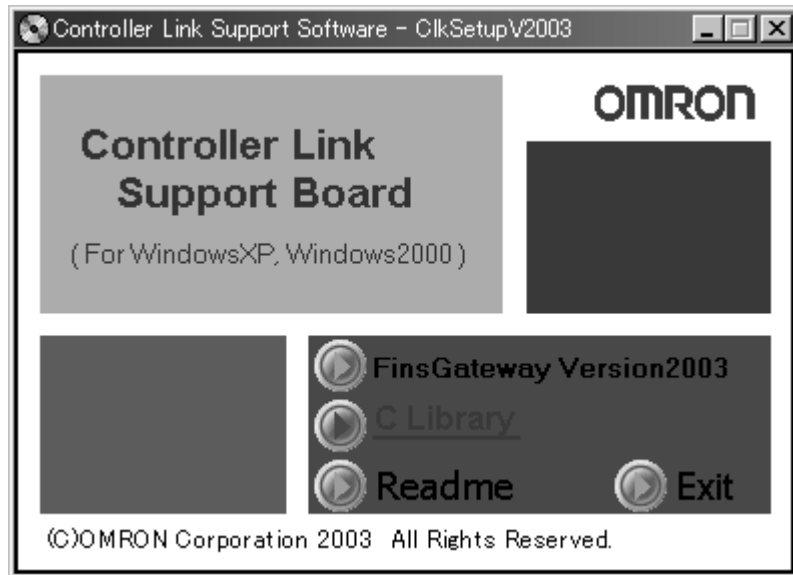 Controller Link Support Software - ClkSetupV2003
OMRON
Controller Link
Support Board
( For WindowsXP, Windows2000 )
FinsGateway Version2003
C Library
Readme
Exit
(C)OMRON Corporation 2003 All Rights Reserved.